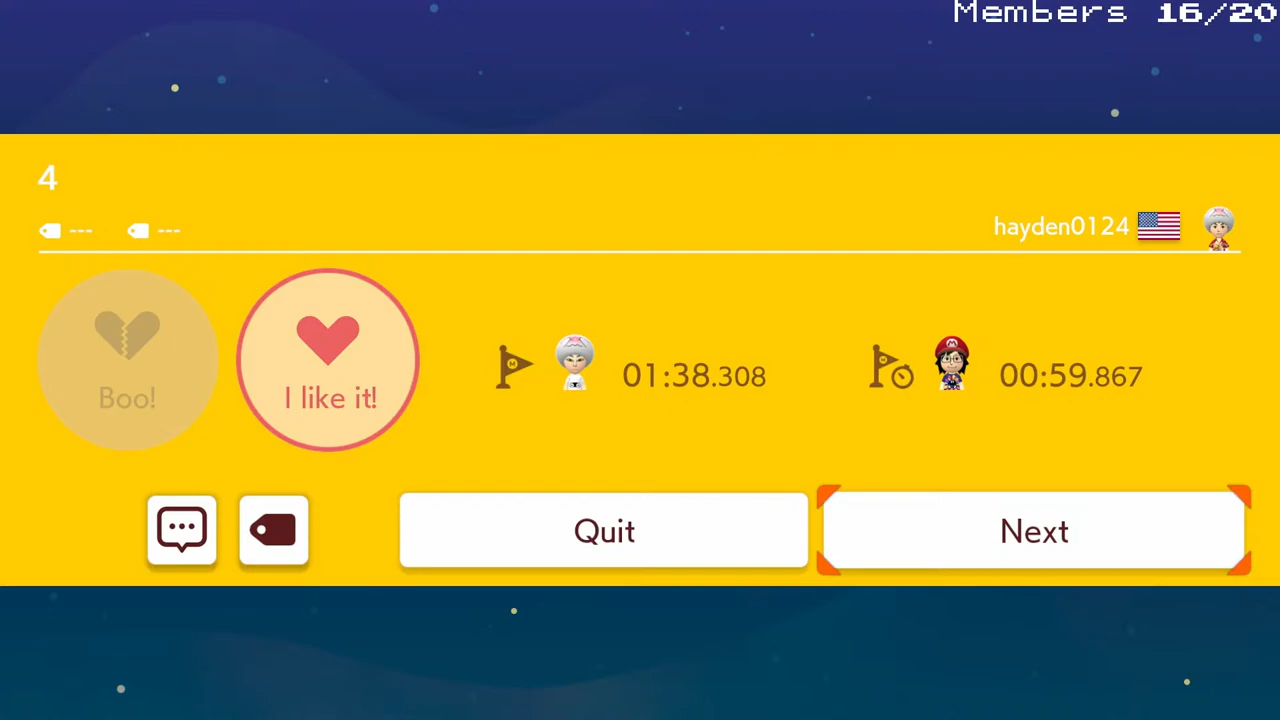 Members 16/20
4
--- ---
hayden0124
Boo!
I like it!
01:38.308
00:59.867
Quit
Next